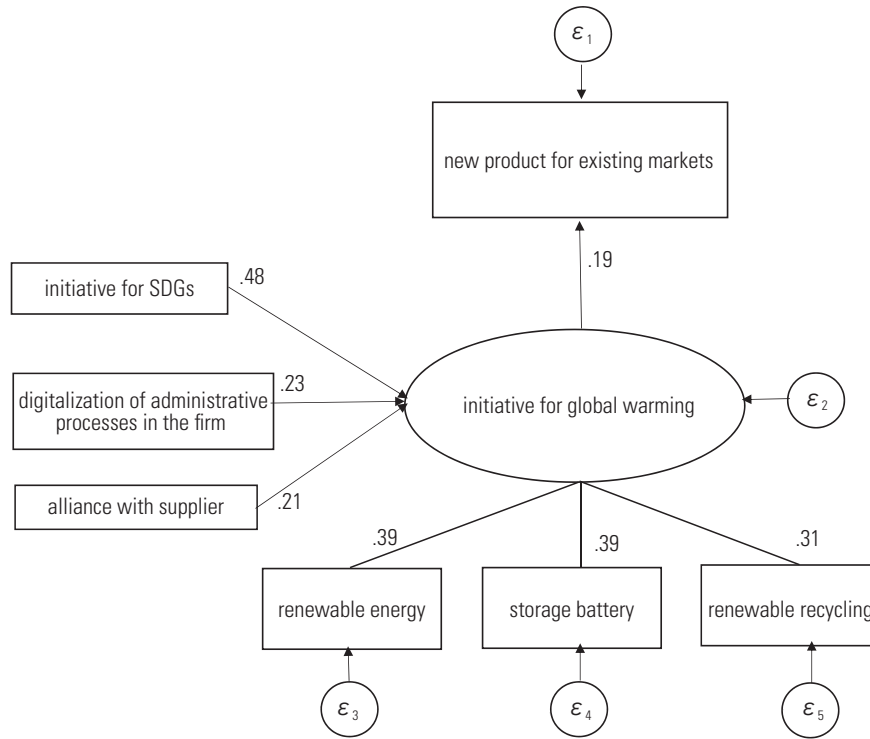 ε1
new product for existing markets
.19
initiative for SDGs
.48
digitalization of administrative
processes in the firm
.23
initiative for global warming
ε2
alliance with supplier
.21
.39
.39
.31
renewable energy
storage battery
renewable recycling
ε3
ε4
ε5